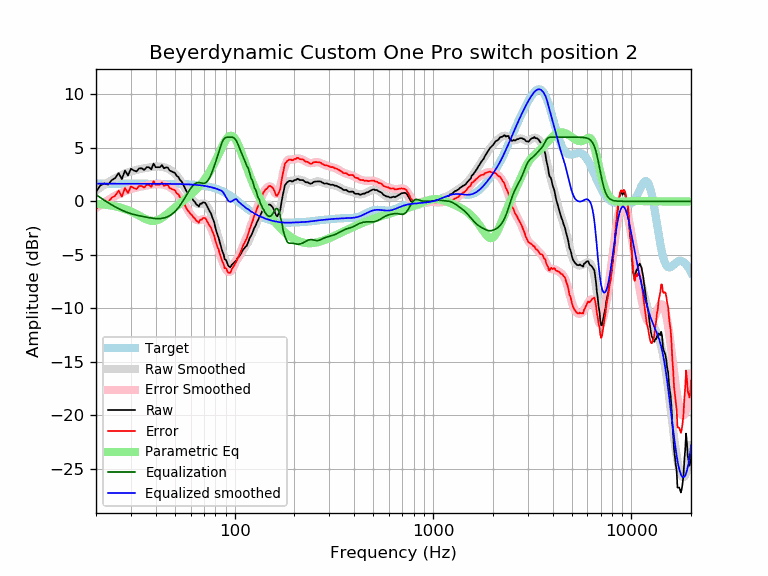 Beyerdynamic Custom One Pro switch position 2
10
5
0
−5
−10
−15
−20
−25
Amplitude (dBr)
Target
Raw Smoothed
Error Smoothed
Raw
Error
Parametric Eq
Equalization
Equalized smoothed
100
1000
10000
Frequency (Hz)